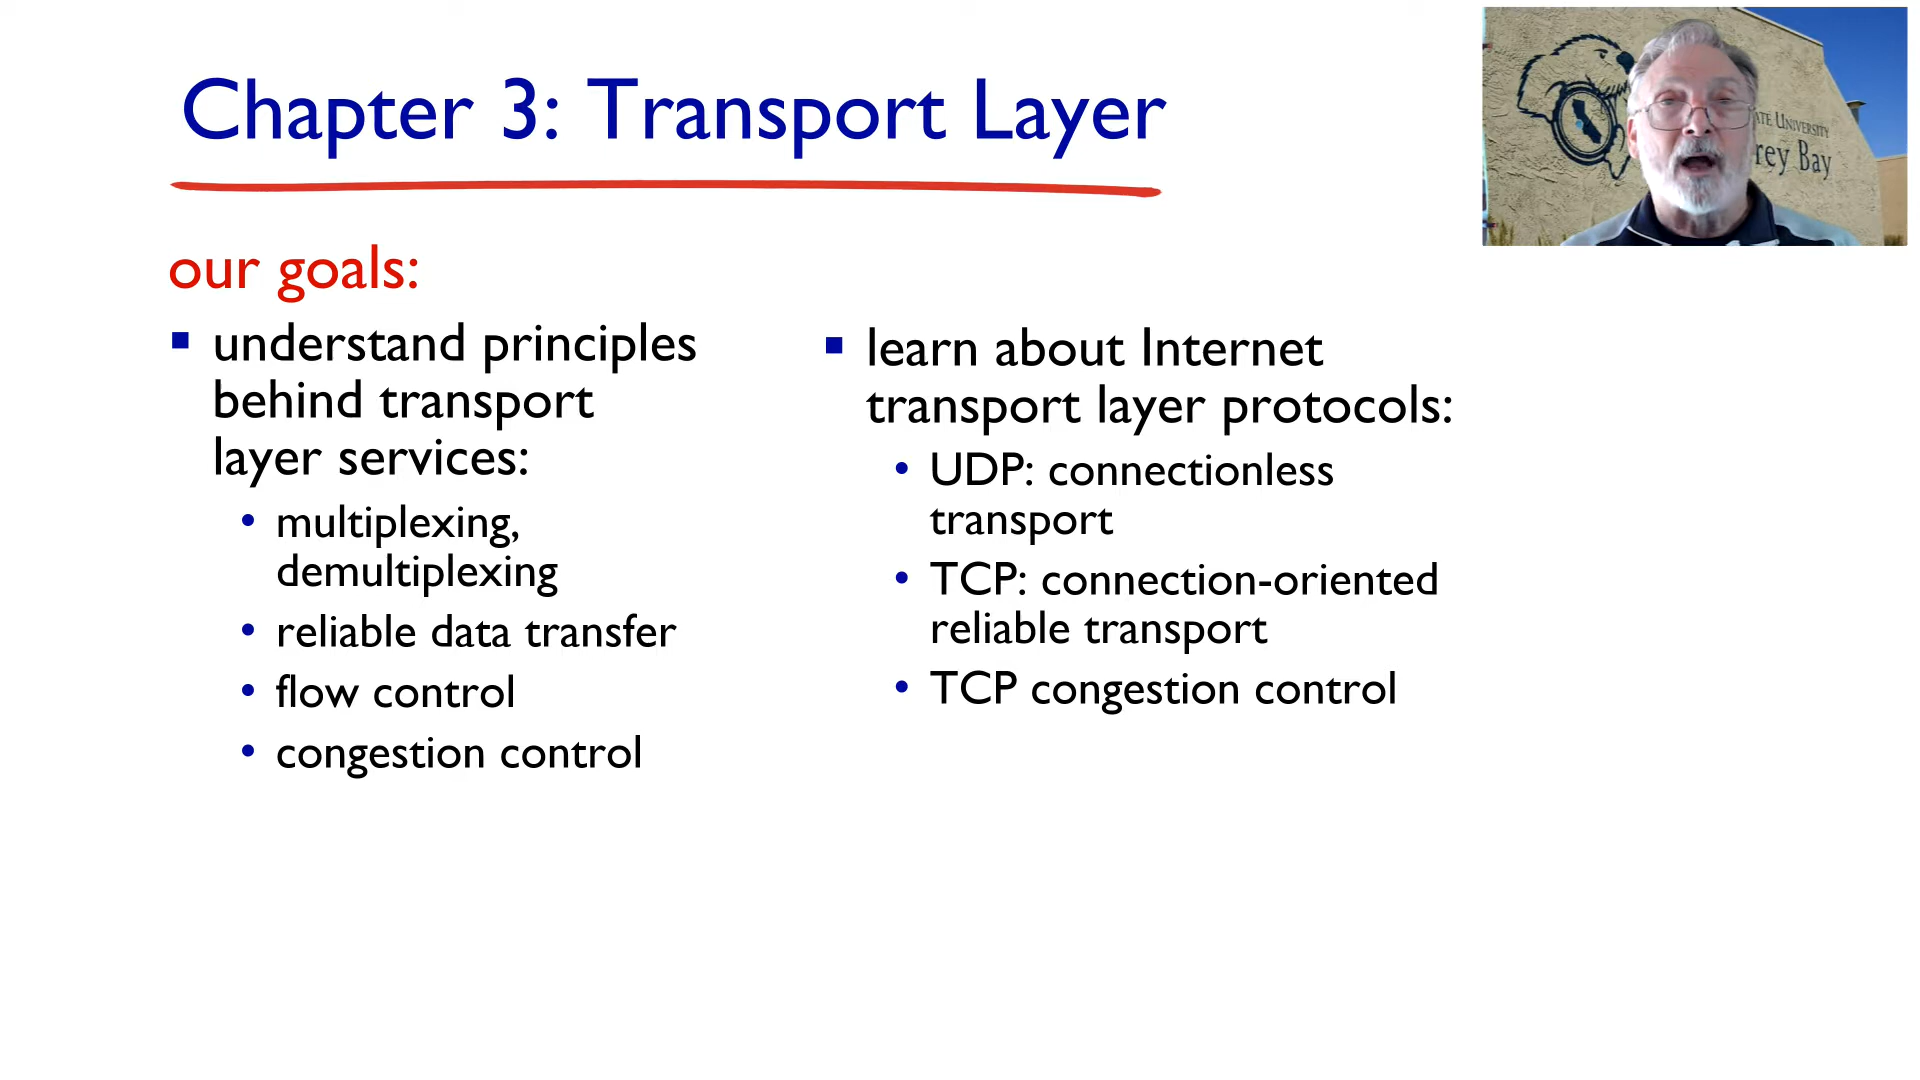 Chapter 3: Transport Layer
our goals:
understand principles
behind transport
layer services:
multiplexing,
demultiplexing
reliable data transfer
flow control
congestion control
learn about Internet
transport layer protocols:
UDP: connectionless
transport
TCP: connection-oriented
reliable transport
TCP congestion control
UNIVERSITY
Bay